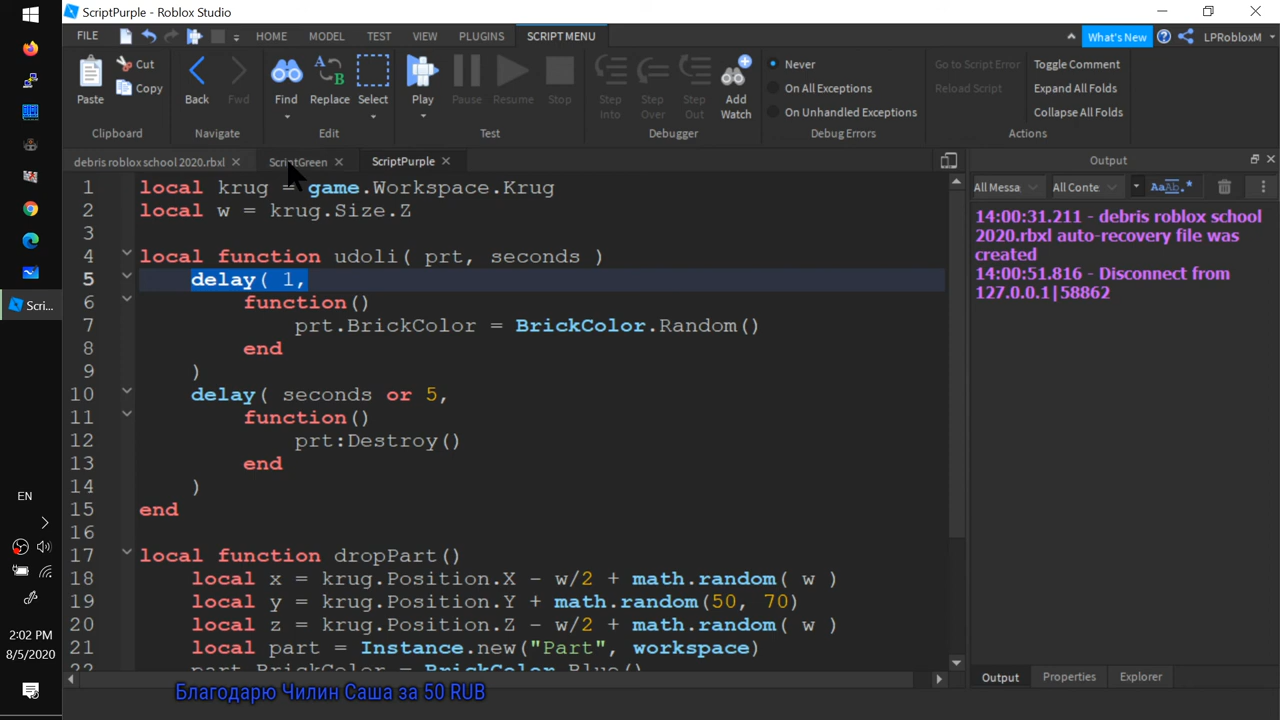 ScriptPurple - Roblox Studio
FILE HOME MODEL TEST VIEW PLUGINS SCRIPT MENU What's New LPRobloxM
Paste
Cut
Copy
Clipboard
Back
Fwd
Navigate
Find
Replace
Select
Edit
Play
Pause
Resume
Stop
Test
Step Into
Step Over
Step Out
Add Watch
Debugger
Never
On All Exceptions
On Unhandled Exceptions
Debug Errors
Go to Script Error
Reload Script
Toggle Comment
Expand All Folds
Collapse All Folds
Actions
debris roblox school 2020.rbxl
ScriptGreen
ScriptPurple
1 local krug = game.Workspace.Krug
2 local w = krug.Size.Z
3
4 local function udoli( prt, seconds )
5 delay( 1,
6 function()
7 prt.BrickColor = BrickColor.Random()
8 end
9 )
10 delay( seconds or 5,
11 function()
12 prt:Destroy()
13 end
14 )
15 end
16
17 local function dropPart()
18 local x = krug.Position.X - w/2 + math.random( w )
19 local y = krug.Position.Y + math.random(50, 70)
20 local z = krug.Position.Z - w/2 + math.random( w )
21 local part = Instance.new("Part", workspace)
22 part.BrickColor = BrickColor.Blue()
Output
All Messa
All Conte
AaAb.*
14:00:31.211 - debris roblox school
2020.rbxl auto-recovery file was
created
14:00:51.816 - Disconnect from
127.0.0.1|58862
Output Properties Explorer
Scri...
EN
2:02 PM
8/5/2020
Благодарю Чилин Саша за 50 RUB